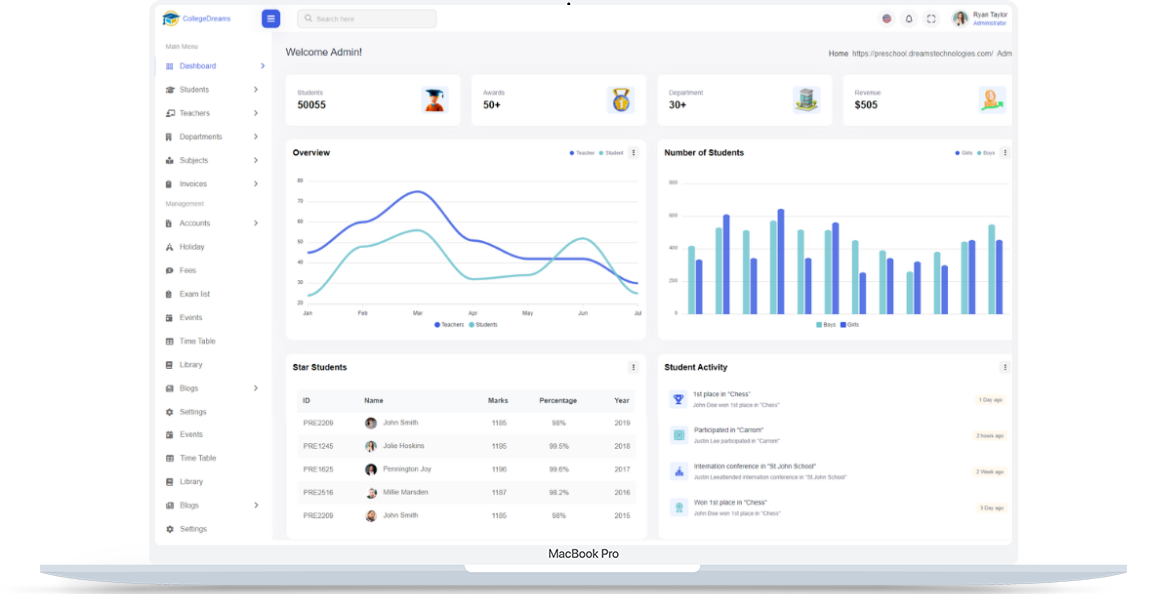 CollegeDreams
Search here
Ryan Taylor
Administrator
Main Menu
Dashboard
Students
Teachers
Departments
Subjects
Invoices
Management
Accounts
Holiday
Fees
Exam list
Events
Time Table
Library
Blogs
Settings
Events
Time Table
Library
Blogs
Settings
Welcome Admin!
Home https://preschool.dreamstechnologies.com/ Adm
Students
50055
Awards
50+
Department
30+
Revenue
$505
Overview
Teacher Student
80
70
60
50
40
30
20
Jan Feb Mar Apr May Jun Jul
Teachers Students
Number of Students
Girls Boys
800
600
400
200
0
Boys Girls
Star Students
ID Name Marks Percentage Year
PRE2209 John Smith 1185 98% 2019
PRE1245 Jolie Hoskins 1195 99.5% 2018
PRE1625 Pennington Joy 1196 99.6% 2017
PRE2516 Millie Marsden 1187 98.2% 2016
PRE2209 John Smith 1185 98% 2015
Student Activity
1st place in "Chess"
John Doe won 1st place in "Chess"
1 Day ago
Participated in "Carrom"
Justin Lee participated in "Carrom"
2 hours ago
Internation conference in "St.John School"
Justin Leeattended internation conference in "St.John School"
2 Week ago
Won 1st place in "Chess"
John Doe won 1st place in "Chess"
3 Day ago
MacBook Pro